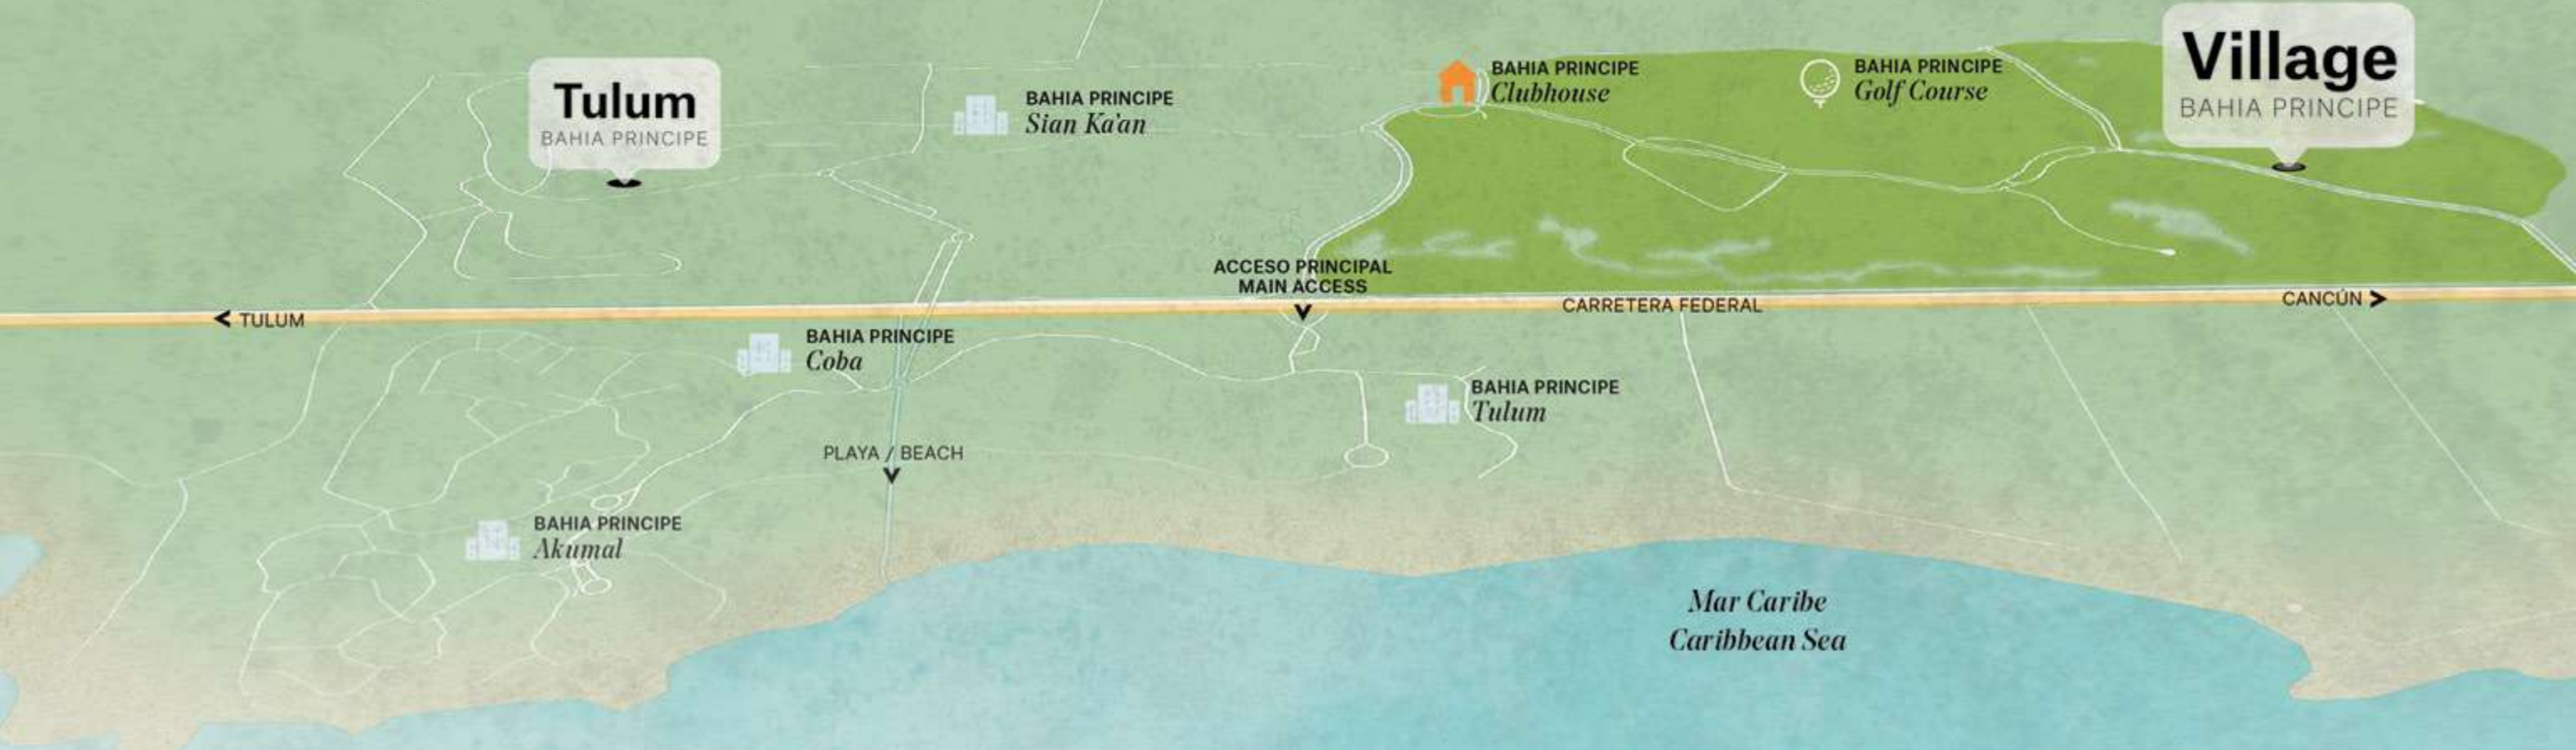 Tulum
BAHIA PRINCIPE
BAHIA PRINCIPE
Sian Ka'an
BAHIA PRINCIPE
Clubhouse
BAHIA PRINCIPE
Golf Course
Village
BAHIA PRINCIPE
ACCESO PRINCIPAL
MAIN ACCESS
TULUM
CARRETERA FEDERAL
CANCÚN
BAHIA PRINCIPE
Coba
BAHIA PRINCIPE
Tulum
PLAYA / BEACH
BAHIA PRINCIPE
Akumal
Mar Caribe
Caribbean Sea